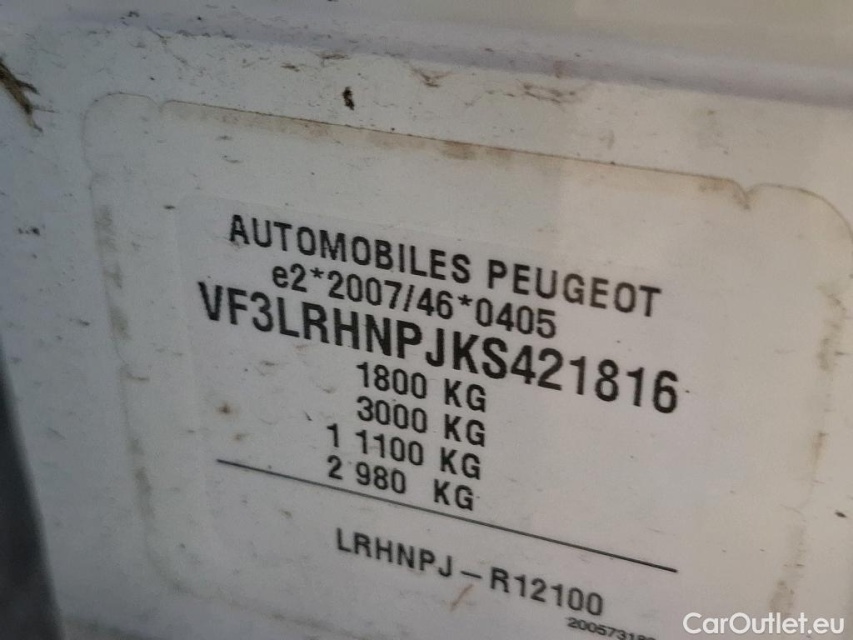 AUTOMOBILES PEUGEOT
e2*2007/46*0405
VF3LRHNPJKS421816
1800 KG
3000 KG
1 1100 KG
2 980 KG
LRHNPJ-R12100
CarOutlet.eu